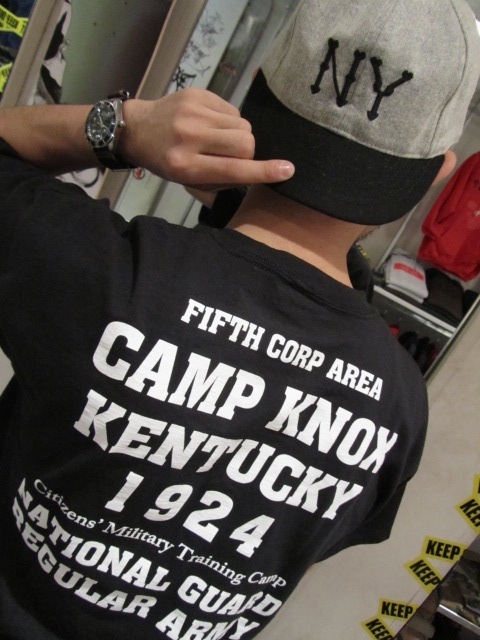 NY
FIFTH CORP AREA
CAMP KNOX
KENTUCKY
1924
Citizens' Military Training Camp
NATIONAL GUARD
REGULAR ARMY
KEEP
KEEP
KEEP